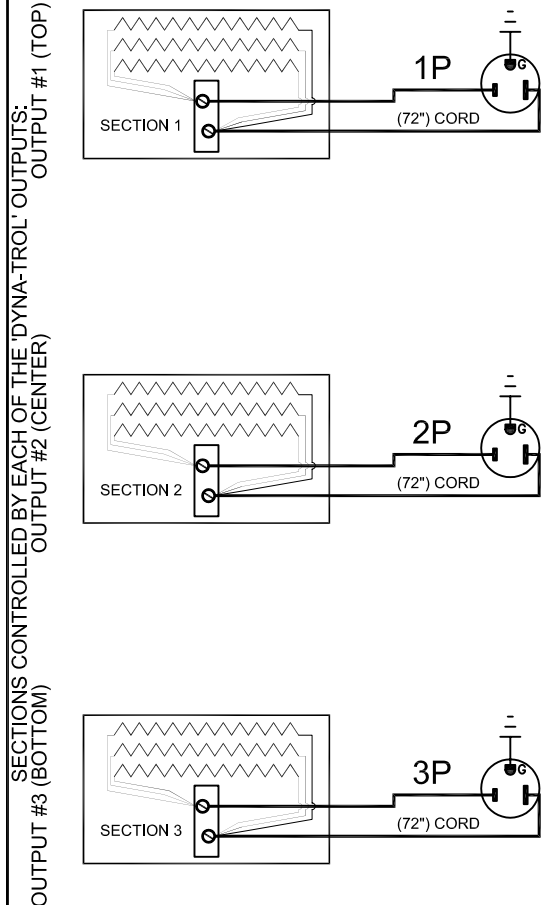 SECTIONS CONTROLLED BY EACH OF THE 'DYNA-TROL' OUTPUTS:
OUTPUT #1 (TOP)
SECTION 1
1P
(72") CORD
G
OUTPUT #2 (CENTER)
SECTION 2
2P
(72") CORD
G
OUTPUT #3 (BOTTOM)
SECTION 3
3P
(72") CORD
G